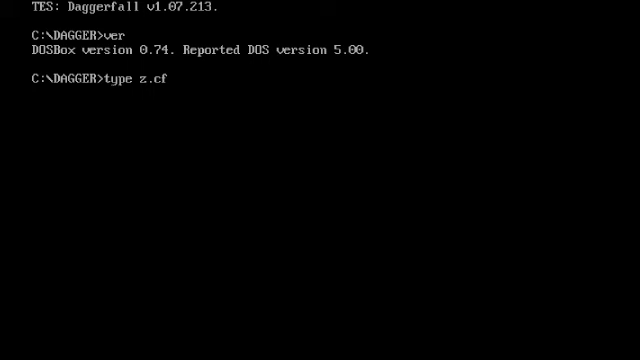 TES: Daggerfall v1.07.213.
C:\DAGGER>ver
DOSBox version 0.74. Reported DOS version 5.00.
C:\DAGGER>type z.cf